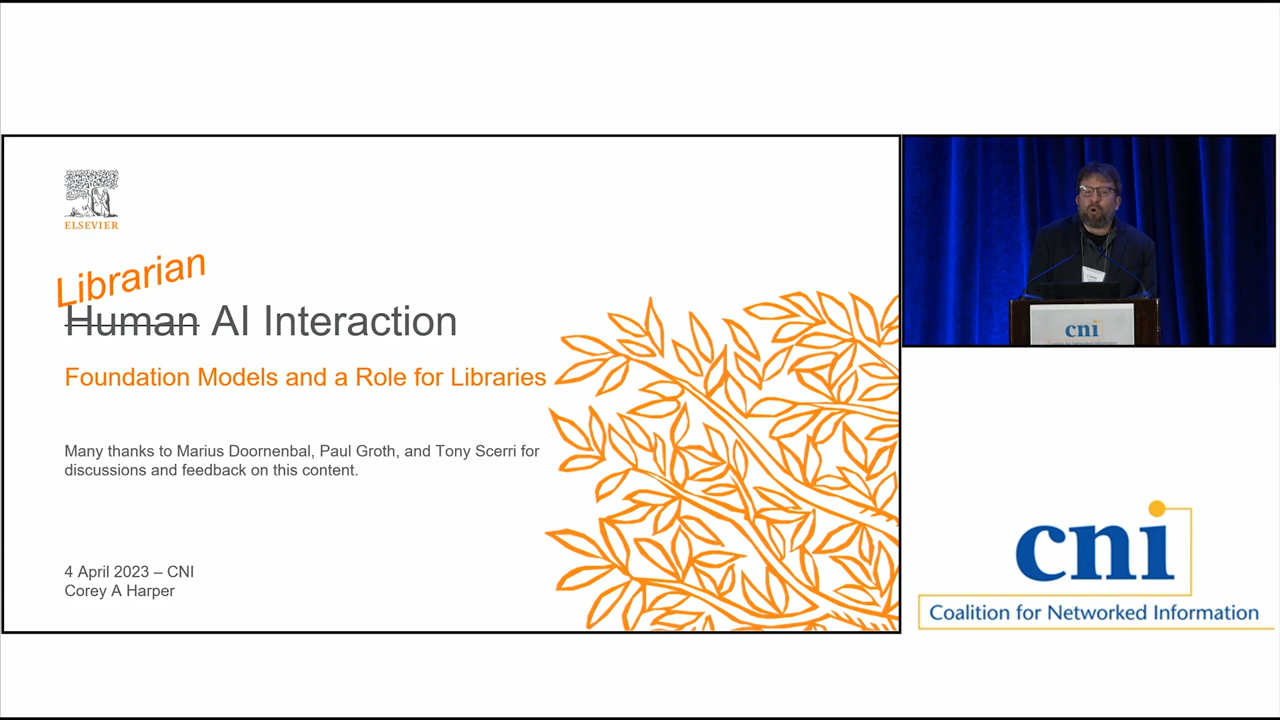 ELSEVIER
Librarian
Human AI Interaction
Foundation Models and a Role for Libraries
Many thanks to Marius Doornenbal, Paul Groth, and Tony Scerri for
discussions and feedback on this content.
4 April 2023 – CNI
Corey A Harper
cni
cni
Coalition for Networked Information